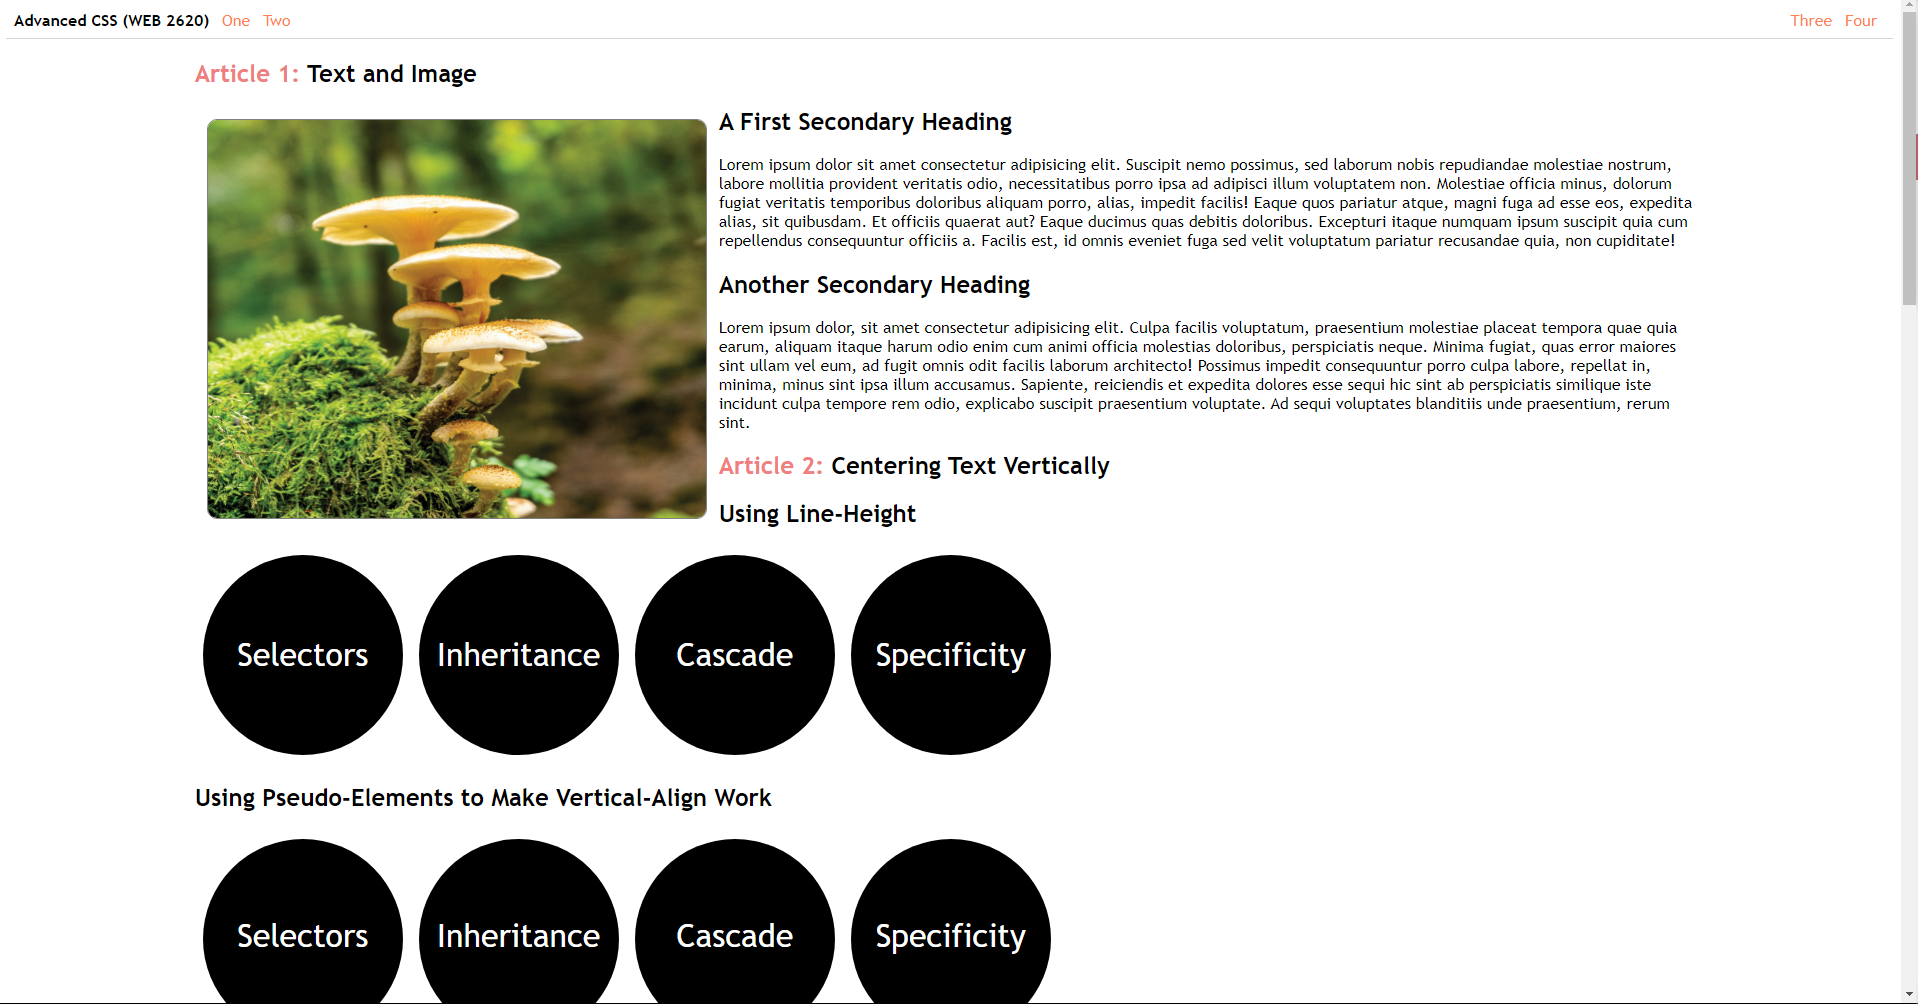 Advanced CSS (WEB 2620) One Two Three Four
Article 1: Text and Image
A First Secondary Heading
Lorem ipsum dolor sit amet consectetur adipisicing elit. Suscipit nemo possimus, sed laborum nobis repudiandae molestiae nostrum,
labore mollitia provident veritatis odio, necessitatibus porro ipsa ad adipisci illum voluptatem non. Molestiae officia minus, dolorum
fugiat veritatis temporibus doloribus aliquam porro, alias, impedit facilis! Eaque quos pariatur atque, magni fuga ad esse eos, expedita
alias, sit quibusdam. Et officiis quaerat aut? Eaque ducimus quas debitis doloribus. Excepturi itaque numquam ipsum suscipit quia cum
repellendus consequuntur officiis a. Facilis est, id omnis eveniet fuga sed velit voluptatum pariatur recusandae quia, non cupiditate!
Another Secondary Heading
Lorem ipsum dolor, sit amet consectetur adipisicing elit. Culpa facilis voluptatum, praesentium molestiae placeat tempora quae quia
earum, aliquam itaque harum odio enim cum animi officia molestias doloribus, perspiciatis neque. Minima fugiat, quas error maiores
sint ullam vel eum, ad fugit omnis odit facilis laborum architecto! Possimus impedit consequuntur porro culpa labore, repellat in,
minima, minus sint ipsa illum accusamus. Sapiente, reiciendis et expedita dolores esse sequi hic sint ab perspiciatis similique iste
incidunt culpa tempore rem odio, explicabo suscipit praesentium voluptate. Ad sequi voluptates blanditiis unde praesentium, rerum
sint.
Article 2: Centering Text Vertically
Using Line-Height
Selectors Inheritance Cascade Specificity
Using Pseudo-Elements to Make Vertical-Align Work
Selectors Inheritance Cascade Specificity